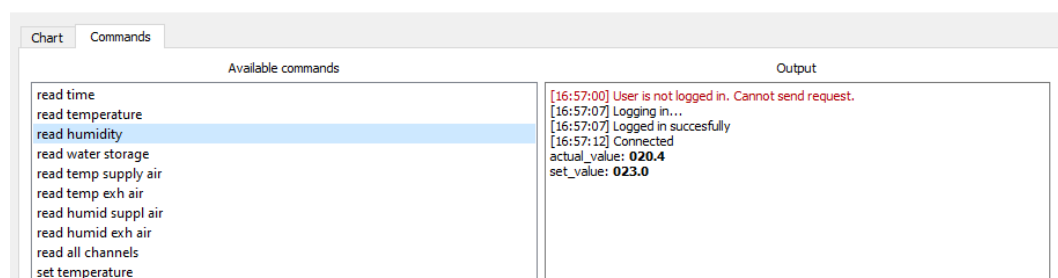 Chart Commands
Available commands
read time
read temperature
read humidity
read water storage
read temp supply air
read temp exh air
read humid suppl air
read humid exh air
read all channels
set temperature
Output
[16:57:00] User is not logged in. Cannot send request.
[16:57:07] Logging in...
[16:57:07] Logged in succesfully
[16:57:12] Connected
actual_value: 020.4
set_value: 023.0